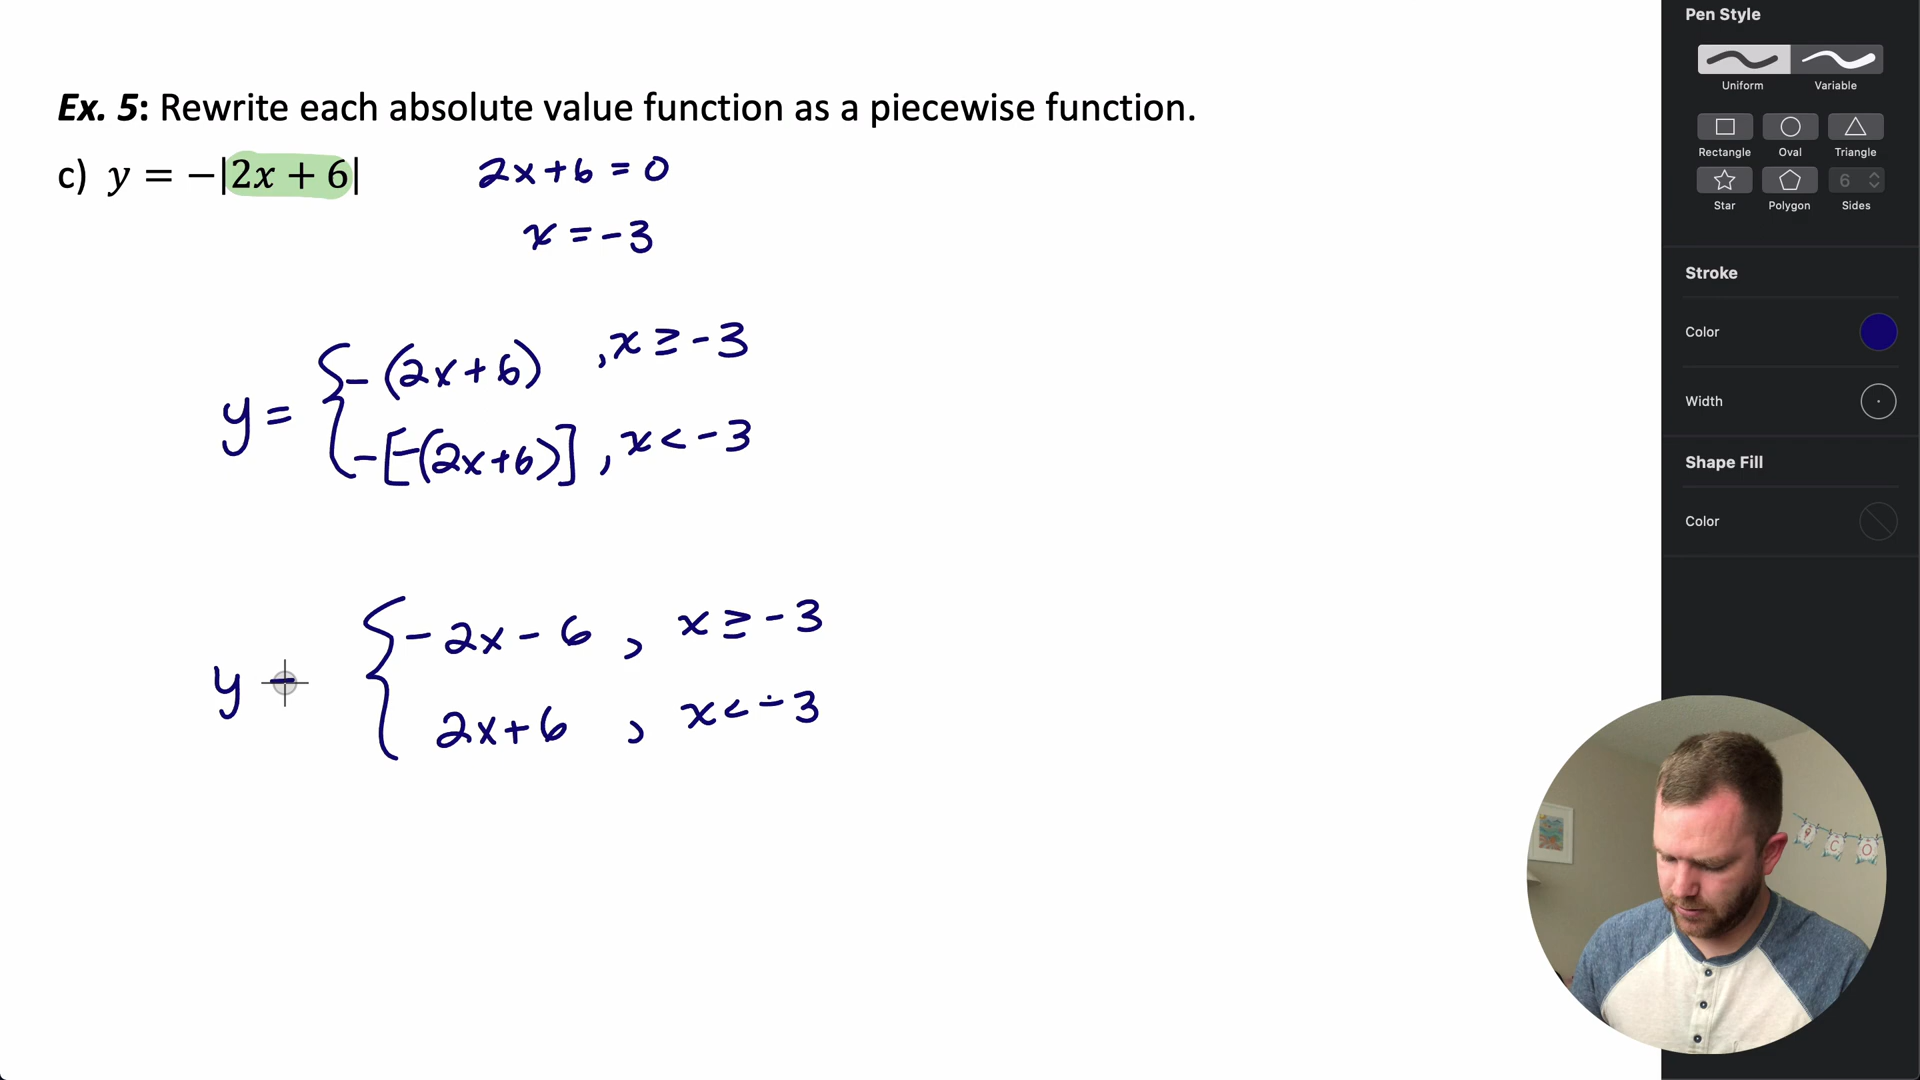 Ex. 5: Rewrite each absolute value function as a piecewise function.
c) y = −|2x + 6|
2x+6 = 0
x = -3
y = { -(2x+6) , x ≥ -3
-[-(2x+6)] , x < -3
y - { -2x - 6 , x ≥ -3
2x+6 , x < -3
Pen Style
Uniform Variable
Rectangle Oval Triangle
6
Star Polygon Sides
Stroke
Color
Width
Shape Fill
Color
P C O